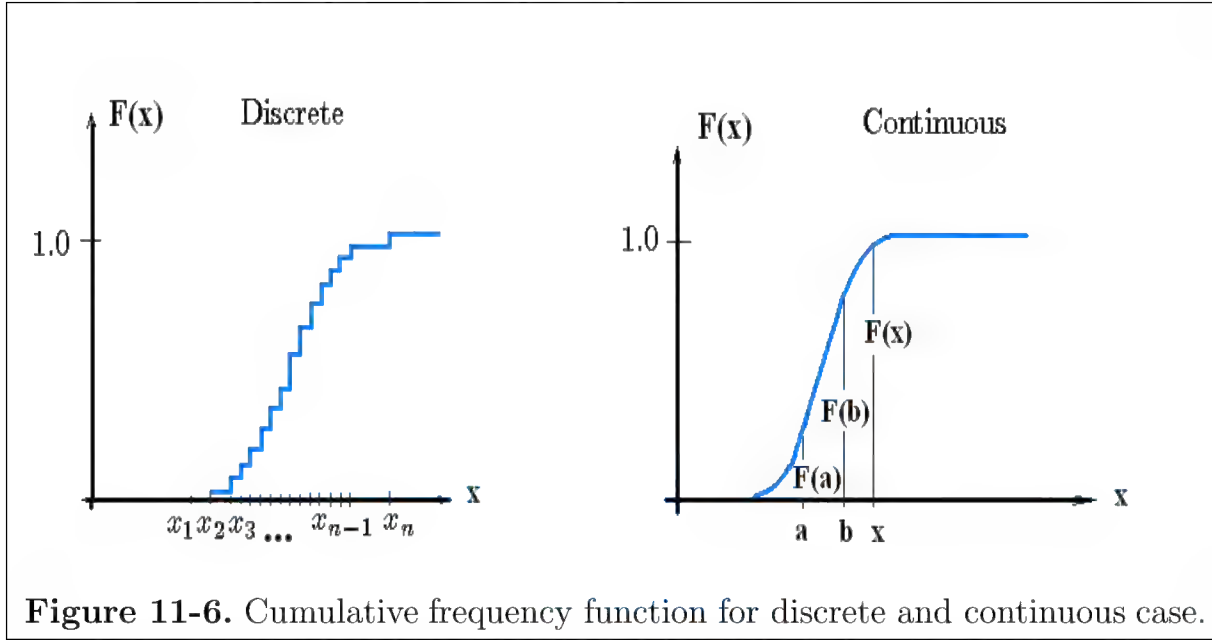 F(x) Discrete
1.0
x
x₁ x₂ x₃ ... xₙ₋₁ xₙ
F(x) Continuous
1.0
F(x)
F(b)
F(a)
x
a b x
Figure 11-6. Cumulative frequency function for discrete and continuous case.